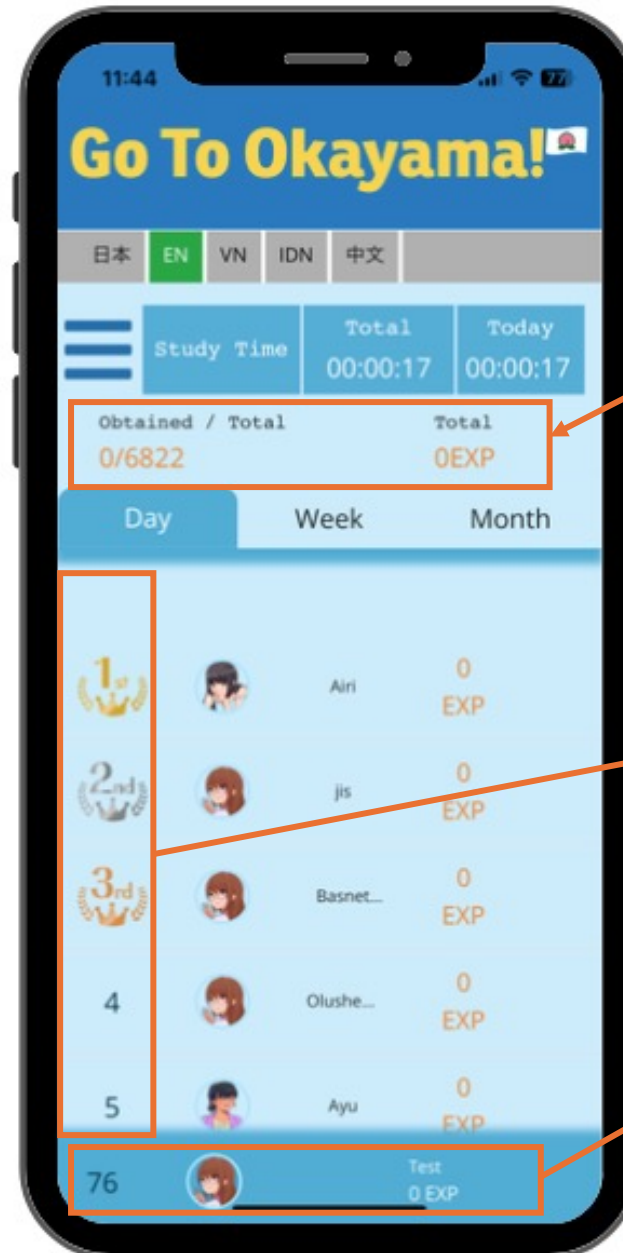 11:44
77
Go To Okayama!
日本 EN VN IDN 中文
Study Time
Total Today
00:00:17 00:00:17
Obtained / Total Total
0/6822 0EXP
Day Week Month
1st Airi 0 EXP
2nd jis 0 EXP
3rd Basnet... 0 EXP
4 Olushe... 0 EXP
5 Ayu 0 EXP
76 Test
0 EXP